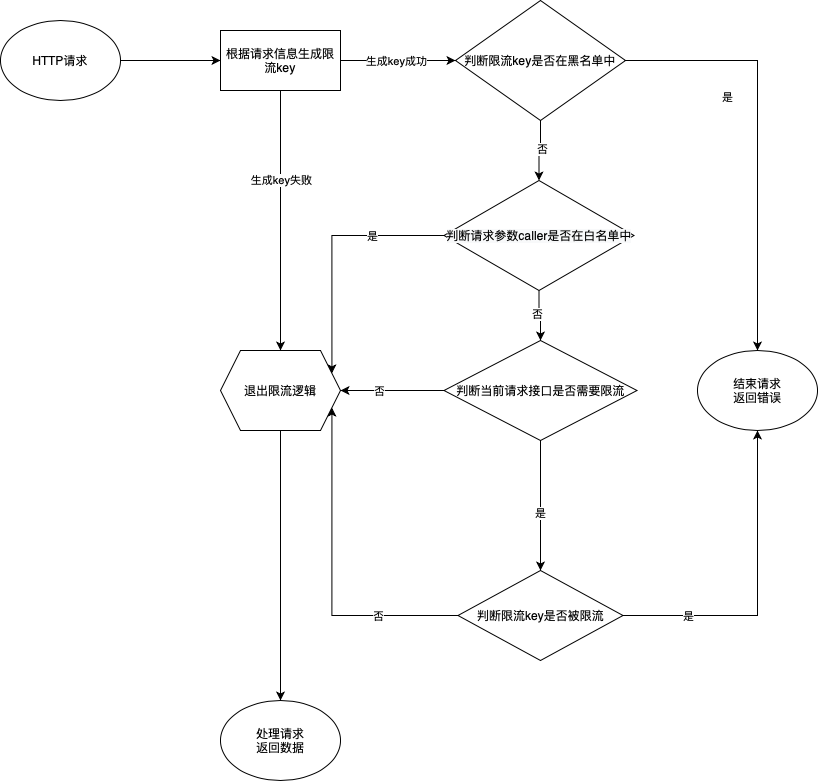 HTTP请求
根据请求信息生成限
流key
生成key成功
判断限流key是否在黑名单中
是
否
生成key失败
判断请求参数caller是否在白名单中
是
否
退出限流逻辑
否
判断当前请求接口是否需要限流
结束请求
返回错误
是
否
判断限流key是否被限流
是
处理请求
返回数据